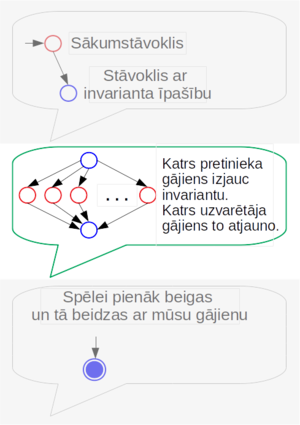 Sākumstāvoklis
Stāvoklis ar
invarianta īpašību
Katrs pretinieka
gājiens izjauc
invariantu.
Katrs uzvarētāja
gājiens to atjauno.
...
Spēlei pienāk beigas
un tā beidzas ar mūsu gājienu